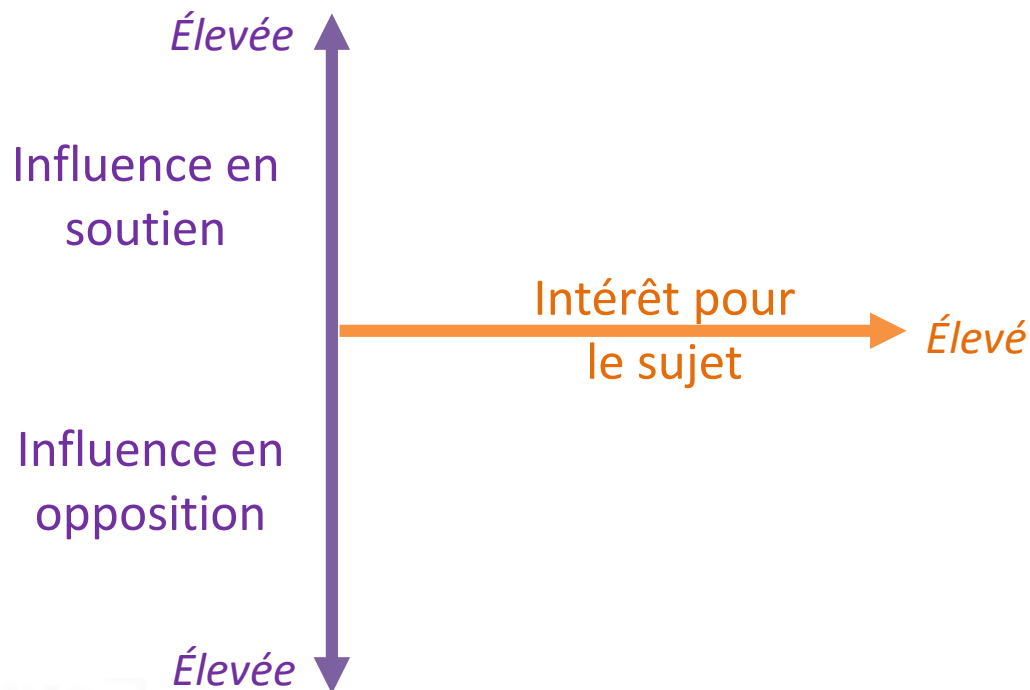 Élevée
Influence en
soutien
Intérêt pour
le sujet
Élevé
Influence en
opposition
Élevée